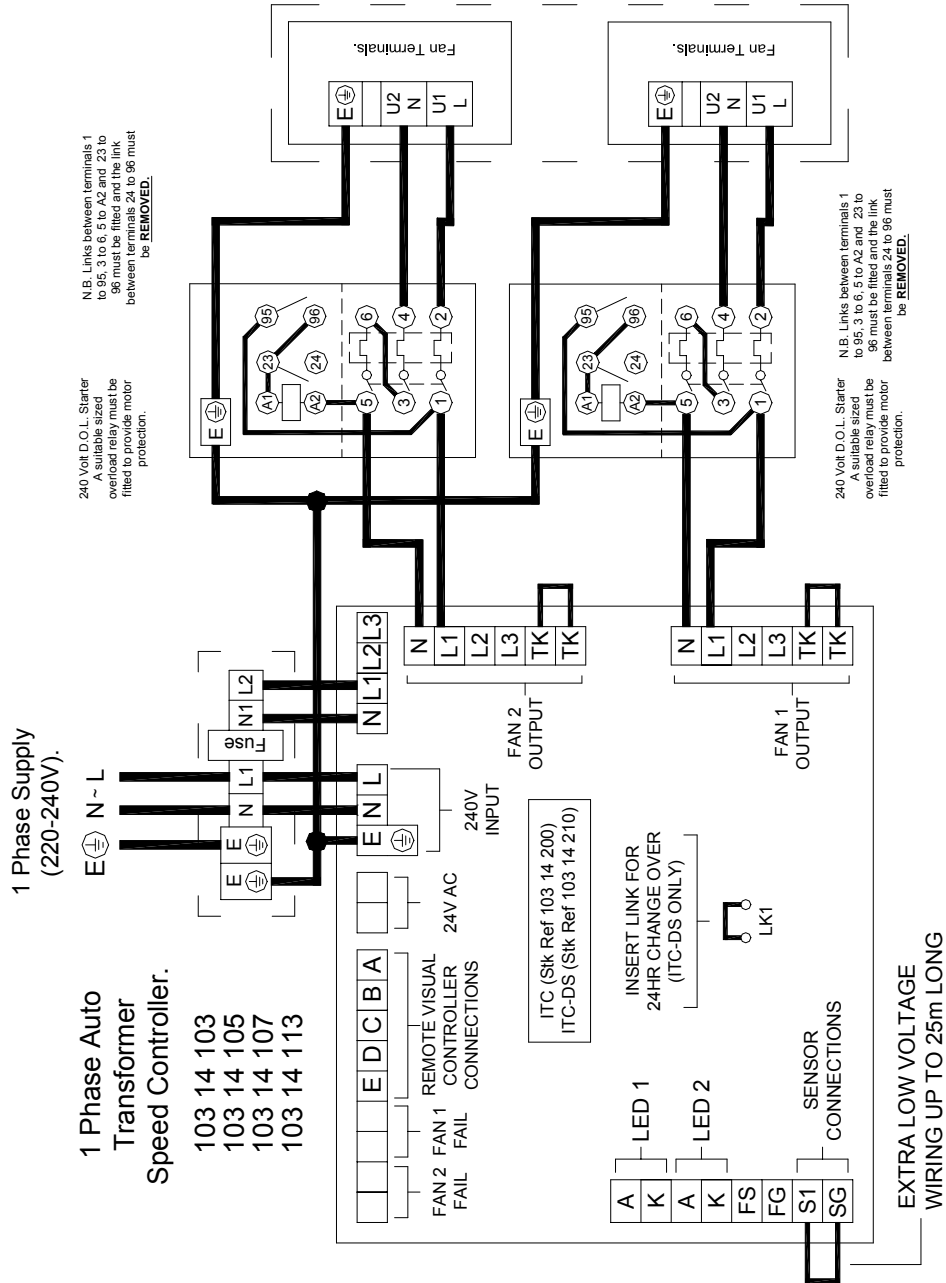 1 Phase Supply
(220-240V).
E N ~ L
1 Phase Auto
Transformer
Speed Controller.
103 14 103
103 14 105
103 14 107
103 14 113
E E N L1 Fuse N1 L2
FAN 2
FAIL
FAN 1
FAIL
E D C B A
REMOTE VISUAL
CONTROLLER
CONNECTIONS
24V AC
E N L
240V
INPUT
N L1 L2 L3
ITC (Stk Ref 103 14 200)
ITC-DS (Stk Ref 103 14 210)
INSERT LINK FOR
24HR CHANGE OVER
(ITC-DS ONLY)
LK1
A
K
LED 1
A
K
LED 2
FS
FG
S1
SG
SENSOR
CONNECTIONS
EXTRA LOW VOLTAGE
WIRING UP TO 25m LONG
N
L1
L2
L3
TK
TK
FAN 2
OUTPUT
N
L1
L2
L3
TK
TK
FAN 1
OUTPUT
240 Volt D.O.L. Starter
A suitable sized
overload relay must be
fitted to provide motor
protection.
N.B. Links between terminals 1
to 95, 3 to 6, 5 to A2 and 23 to
96 must be fitted and the link
between terminals 24 to 96 must
be REMOVED.
E
A1 23 95
A2 24 96
5 6
3 4
1 2
E
U2
N
U1
L
Fan Terminals.
240 Volt D.O.L. Starter
A suitable sized
overload relay must be
fitted to provide motor
protection.
N.B. Links between terminals 1
to 95, 3 to 6, 5 to A2 and 23 to
96 must be fitted and the link
between terminals 24 to 96 must
be REMOVED.
E
A1 23 95
A2 24 96
5 6
3 4
1 2
E
U2
N
U1
L
Fan Terminals.